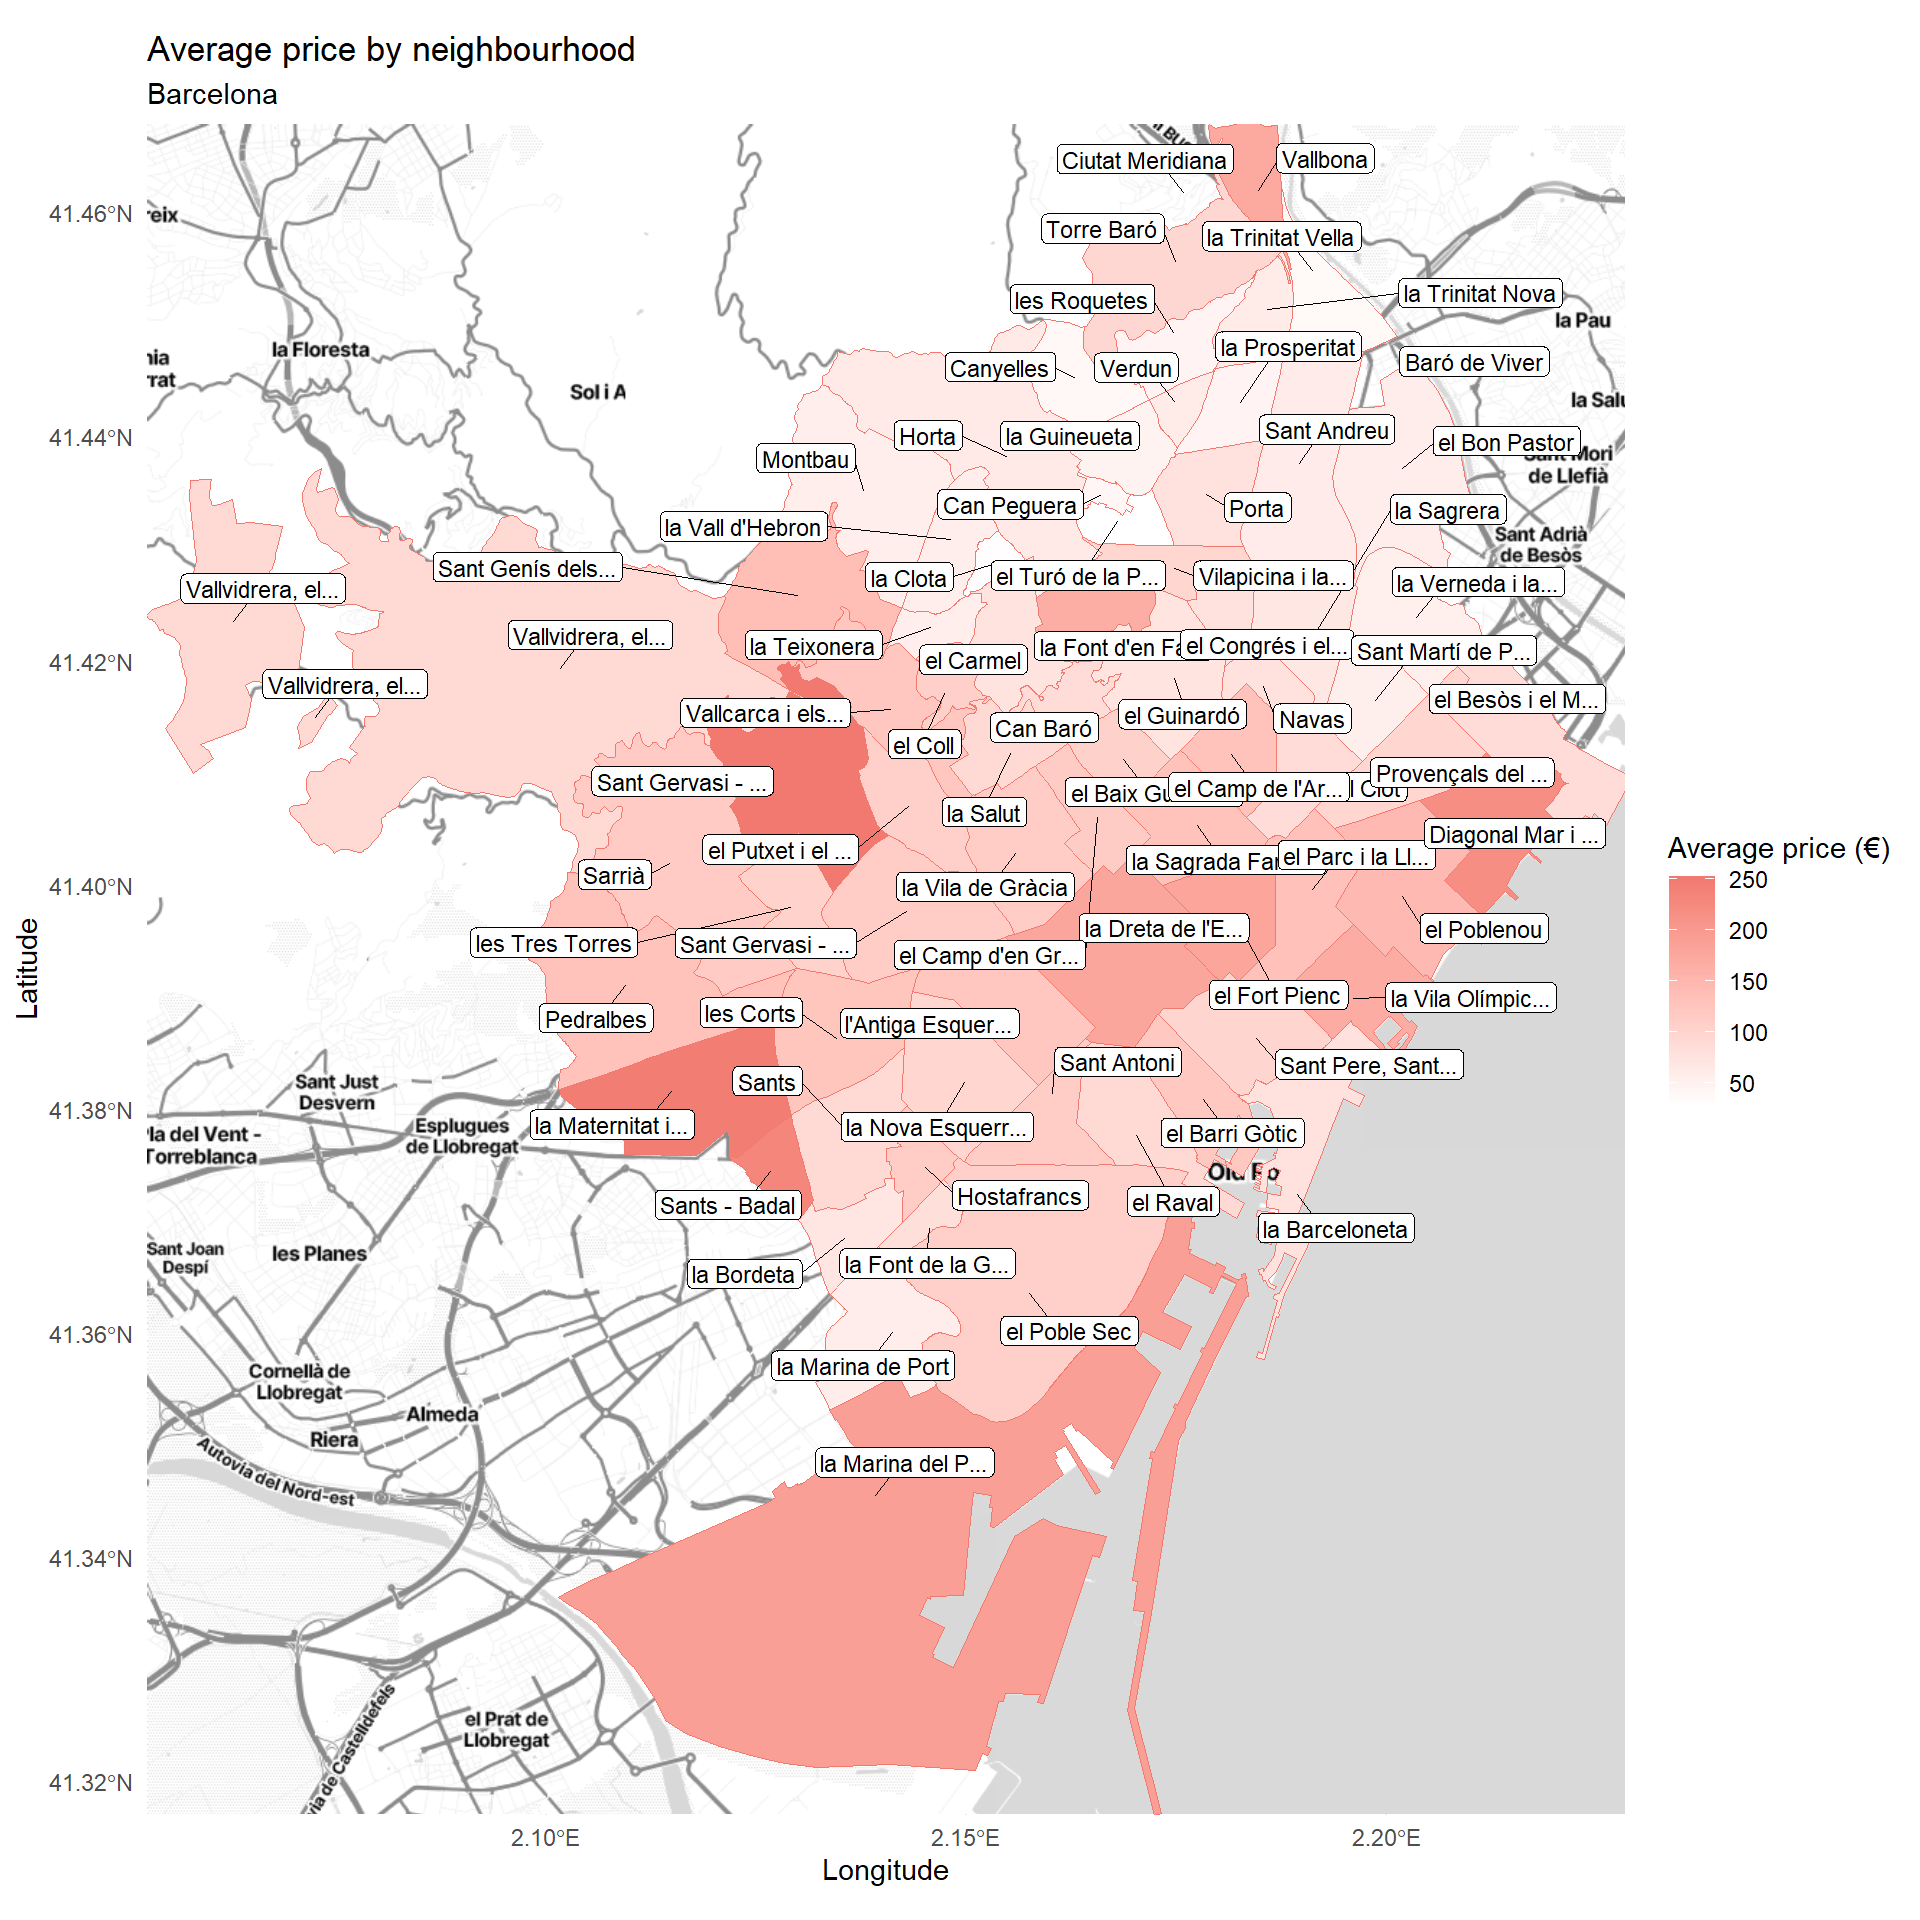 Average price by neighbourhood
Barcelona
Ciutat Meridiana
Vallbona
41.46°N
reix
Torre Baró
la Trinitat Vella
les Roquetes
la Trinitat Nova
la Pau
la Floresta
la Prosperitat
Canyelles
Verdun
Baró de Viver
Sol i A
41.44°N
Horta
la Guineueta
Sant Andreu
el Bon Pastor
Montbau
de Llefià
Can Peguera
Porta
la Sagrera
la Vall d'Hebron
Sant Adrià
de Besòs
Sant Genís dels...
la Clota
el Turó de la P...
Vilapicina i la...
la Verneda i la...
Vallvidrera, el...
Vallvidrera, el...
41.42°N
la Teixonera
el Carmel
la Font d'en Fa
el Congrés i el...
Sant Martí de P...
Vallvidrera, el...
Vallcarca i els...
el Guinardó
Navas
el Besòs i el M...
el Coll
Can Baró
Sant Gervasi - ...
Provençals del ...
el Baix Gu
el Camp de l'Ar...
l Clot
la Salut
el Putxet i el ...
Diagonal Mar i ...
la Sagrada Fa
el Parc i la Ll...
41.40°N
Sarrià
la Vila de Gràcia
les Tres Torres
Sant Gervasi - ...
el Camp d'en Gr...
la Dreta de l'E...
el Poblenou
Pedralbes
les Corts
l'Antiga Esquer...
el Fort Pienc
la Vila Olímpic...
Sant Antoni
Sant Pere, Sant...
Sant Just
Desvern
Sants
41.38°N
la Maternitat i...
la Nova Esquerr...
el Barri Gòtic
Pla del Vent -
Torreblanca
Esplugues
de Llobregat
Sants - Badal
Hostafrancs
el Raval
la Barceloneta
Sant Joan
Despí
les Planes
la Bordeta
la Font de la G...
41.36°N
el Poble Sec
la Marina de Port
Cornellà de
Llobregat
Almeda
Riera
Autovia del Nord-est
la Marina del P...
41.34°N
el Prat de
Llobregat
via de Castelldefels
41.32°N
2.10°E
2.15°E
2.20°E
Longitude
Latitude
Average price (€)
250
200
150
100
50